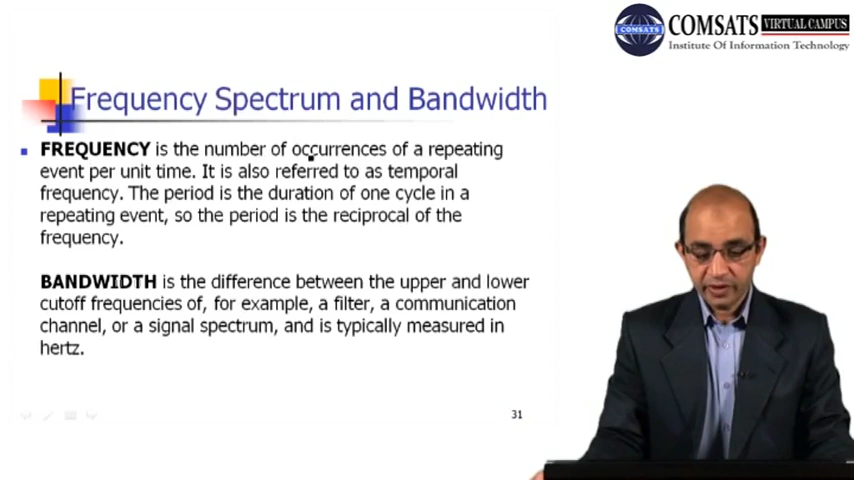 COMSATS VIRTUAL CAMPUS
COMSATS
Institute Of Information Technology
Frequency Spectrum and Bandwidth
FREQUENCY is the number of occurrences of a repeating
event per unit time. It is also referred to as temporal
frequency. The period is the duration of one cycle in a
repeating event, so the period is the reciprocal of the
frequency.
BANDWIDTH is the difference between the upper and lower
cutoff frequencies of, for example, a filter, a communication
channel, or a signal spectrum, and is typically measured in
hertz.
31